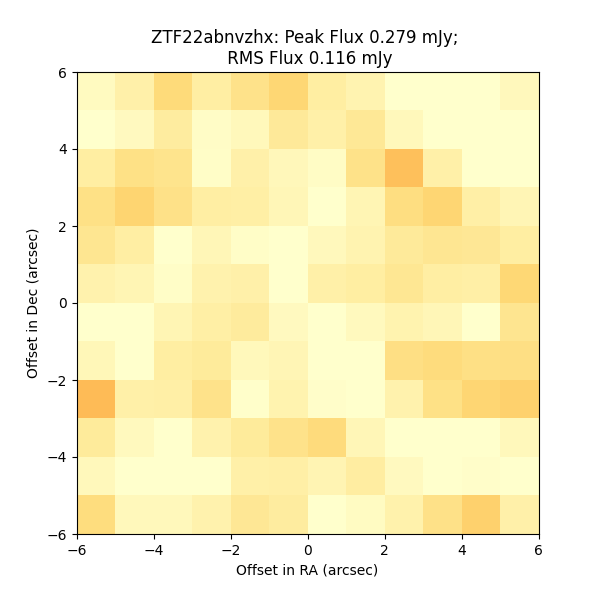 ZTF22abnvzhx: Peak Flux 0.279 mJy;
RMS Flux 0.116 mJy
6
4
2
0
−2
−4
−6
Offset in Dec (arcsec)
−6 −4 −2 0 2 4 6
Offset in RA (arcsec)